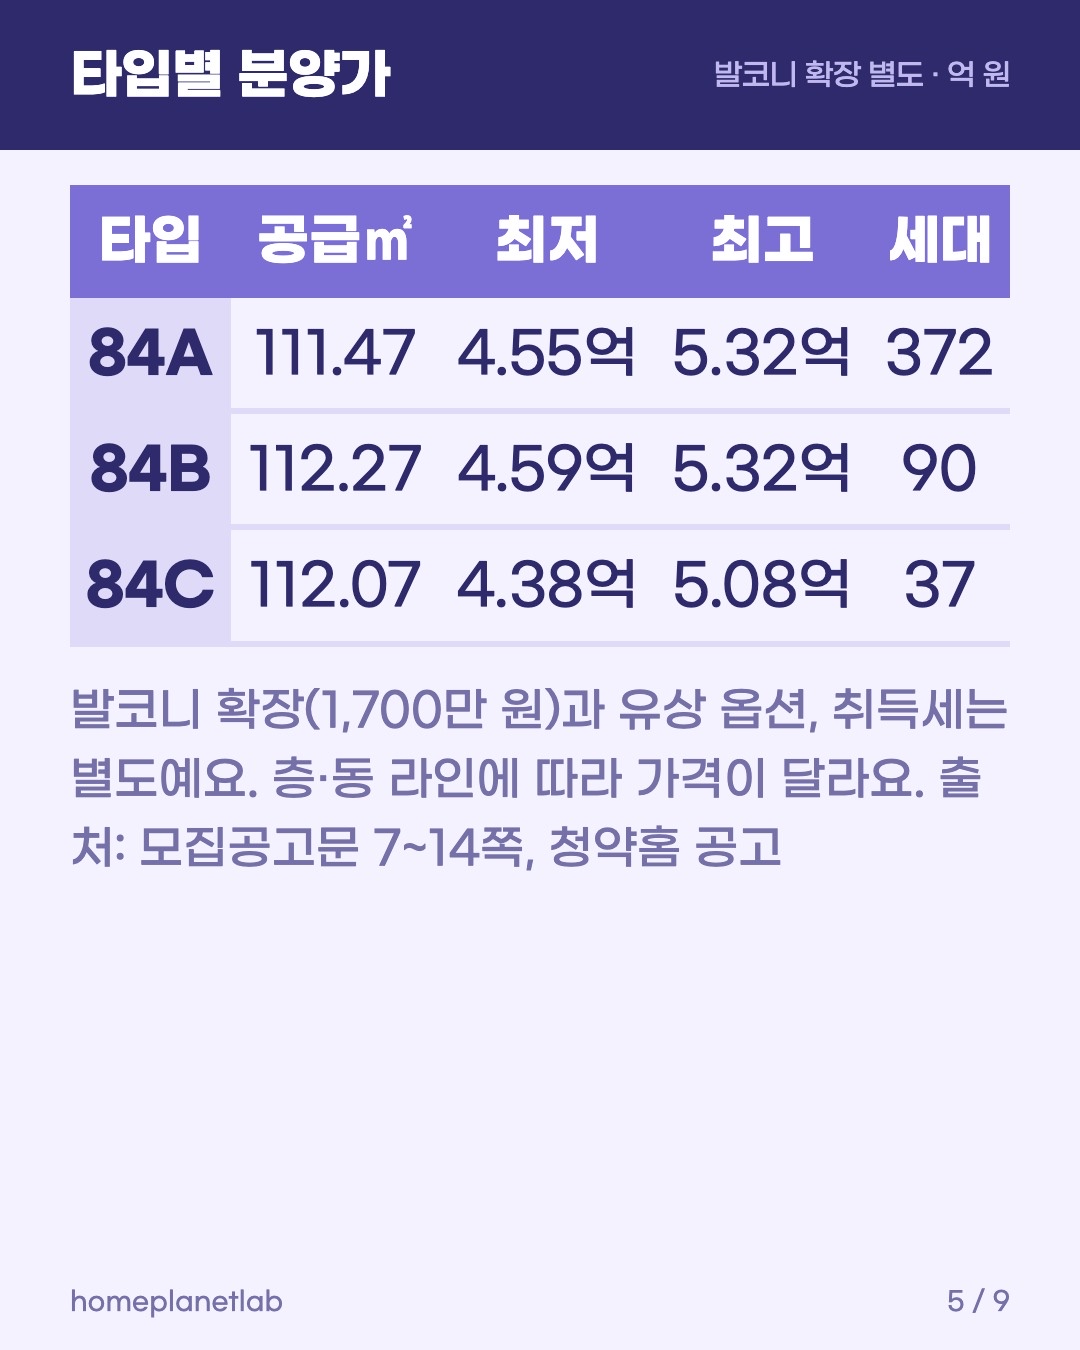 타입별 분양가
발코니 확장 별도 · 억 원
타입 공급㎡ 최저 최고 세대
84A 111.47 4.55억 5.32억 372
84B 112.27 4.59억 5.32억 90
84C 112.07 4.38억 5.08억 37
발코니 확장(1,700만 원)과 유상 옵션, 취득세는
별도예요. 층·동 라인에 따라 가격이 달라요. 출
처: 모집공고문 7~14쪽, 청약홈 공고
homeplanetlab
5 / 9